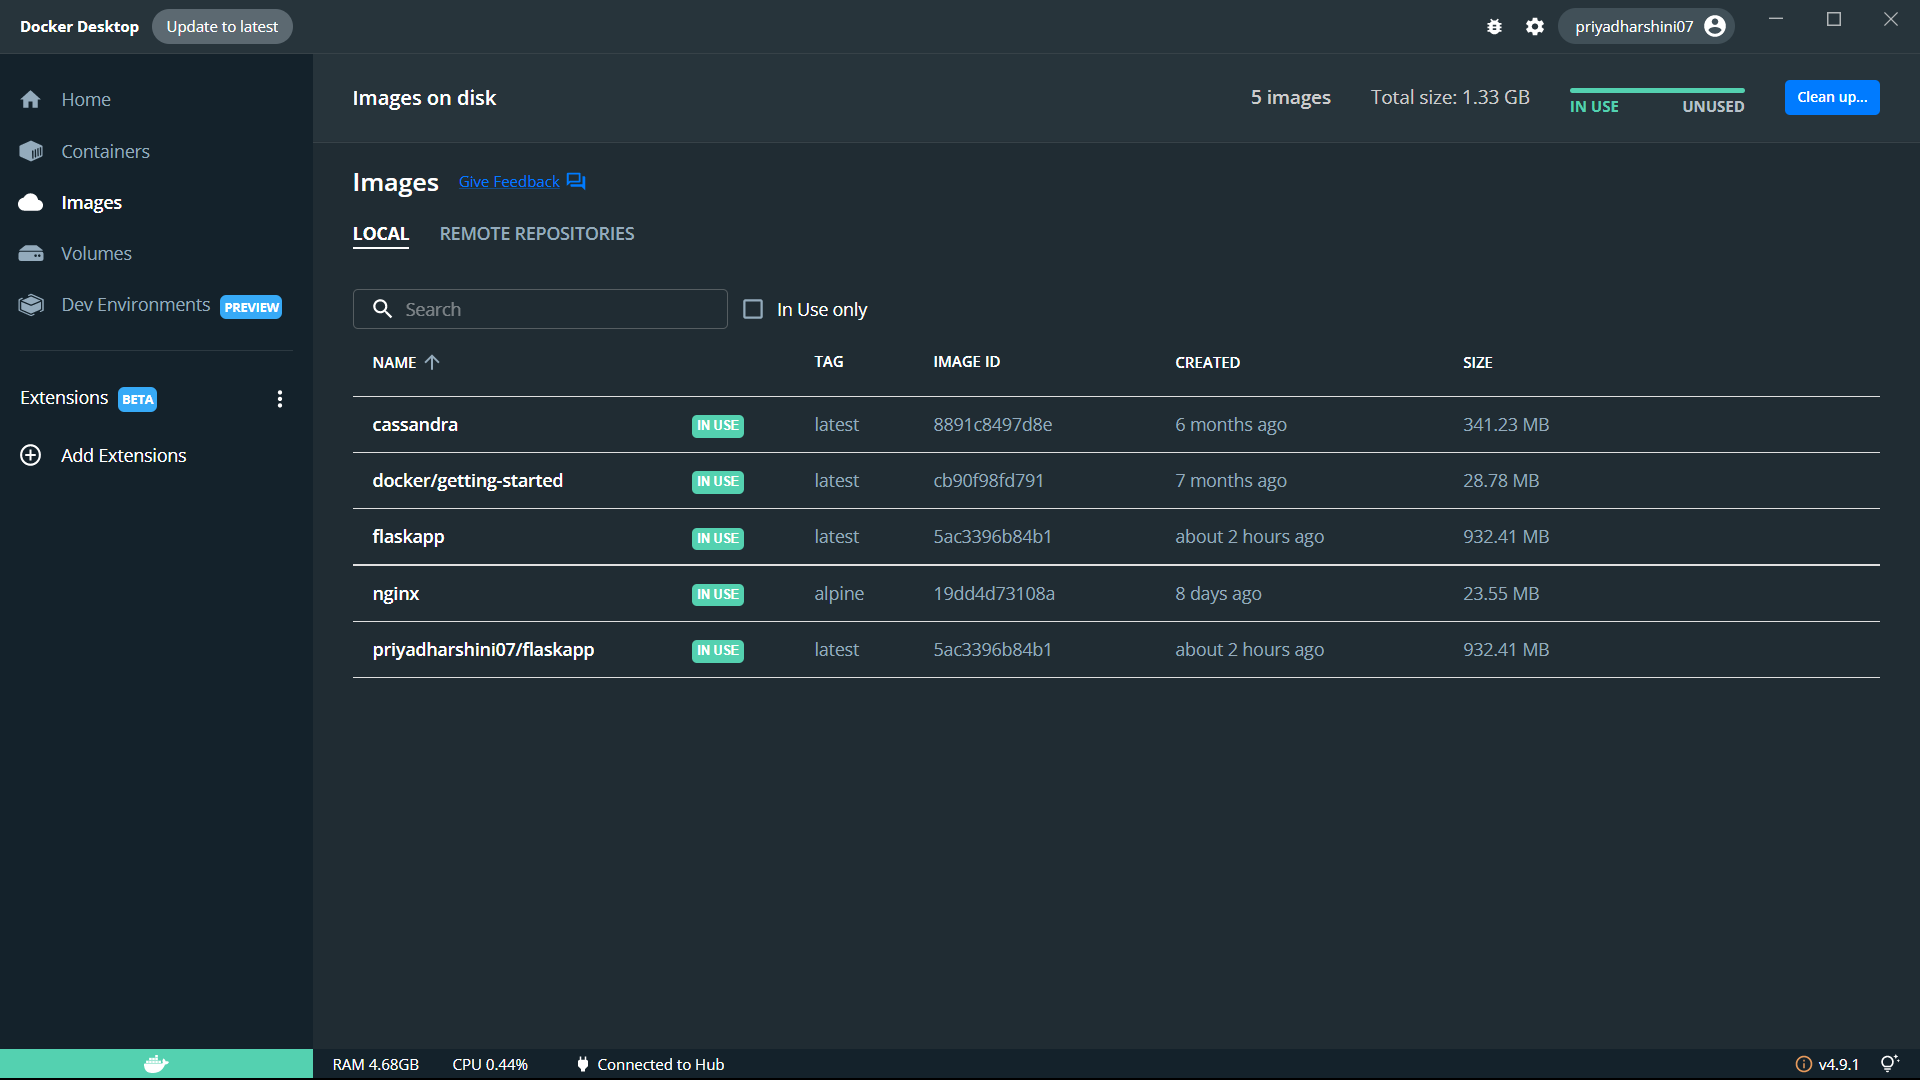 Docker Desktop Update to latest priyadharshini07
Home
Containers
Images
Volumes
Dev Environments PREVIEW
Extensions BETA
Add Extensions
Images on disk 5 images Total size: 1.33 GB IN USE UNUSED Clean up...
Images Give Feedback
LOCAL REMOTE REPOSITORIES
Search In Use only
NAME TAG IMAGE ID CREATED SIZE
cassandra IN USE latest 8891c8497d8e 6 months ago 341.23 MB
docker/getting-started IN USE latest cb90f98fd791 7 months ago 28.78 MB
flaskapp IN USE latest 5ac3396b84b1 about 2 hours ago 932.41 MB
nginx IN USE alpine 19dd4d73108a 8 days ago 23.55 MB
priyadharshini07/flaskapp IN USE latest 5ac3396b84b1 about 2 hours ago 932.41 MB
RAM 4.68GB CPU 0.44% Connected to Hub v4.9.1